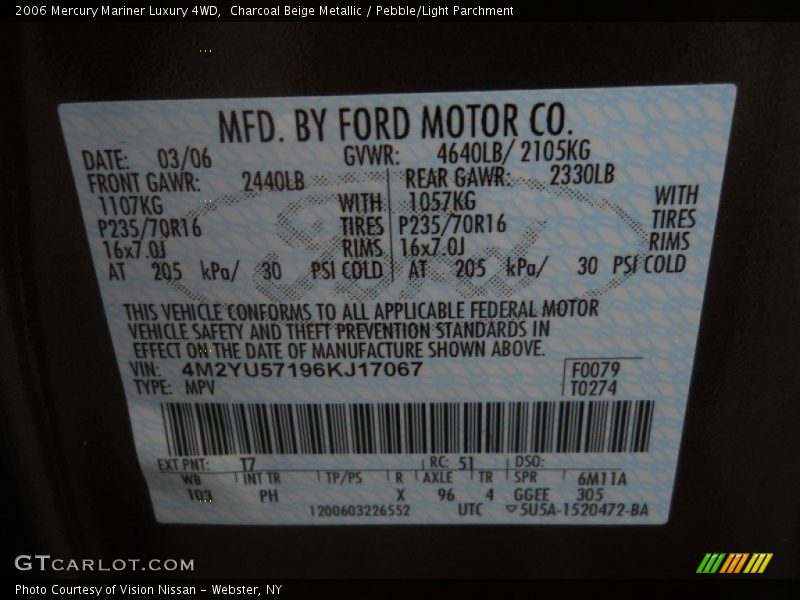 2006 Mercury Mariner Luxury 4WD,  Charcoal Beige Metallic / Pebble/Light Parchment
MFD. BY FORD MOTOR CO.
DATE: 03/06 GVWR: 4640LB/ 2105KG
FRONT GAWR: 2440LB REAR GAWR: 2330LB
1107KG WITH 1057KG WITH
P235/70R16 TIRES P235/70R16 TIRES
16x7.0J RIMS 16x7.0J RIMS
AT 205 kPa/ 30 PSI COLD AT 205 kPa/ 30 PSI COLD
THIS VEHICLE CONFORMS TO ALL APPLICABLE FEDERAL MOTOR
VEHICLE SAFETY AND THEFT PREVENTION STANDARDS IN
EFFECT ON THE DATE OF MANUFACTURE SHOWN ABOVE.
VIN: 4M2YU57196KJ17067 F0079
TYPE: MPV T0274
EXT PNT: T7 RC: 51 DSO:
WB INT TR TP/PS R AXLE TR SPR 6M11A
103 PH X 96 4 GGEE 305
1200603226552 UTC 5U5A-1520472-BA
Ford
GTCARLOT.COM
Photo Courtesy of Vision Nissan - Webster, NY